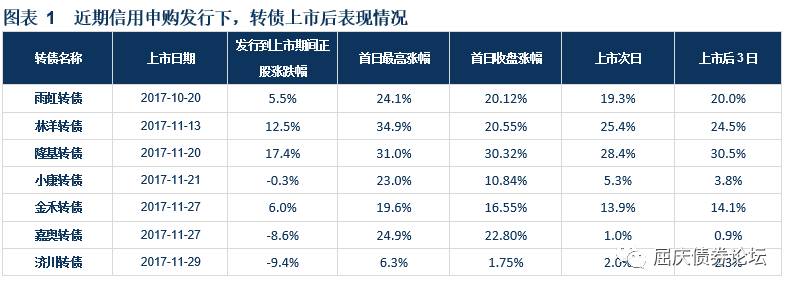 图表 1 近期信用申购发行下，转债上市后表现情况
转债名称 上市日期 发行到上市期间正股涨跌幅 首日最高涨幅 首日收盘涨幅 上市次日 上市后3日
雨虹转债 2017-10-20 5.5% 24.1% 20.12% 19.3% 20.0%
林洋转债 2017-11-13 12.5% 34.9% 20.55% 25.4% 24.5%
隆基转债 2017-11-20 17.4% 31.0% 30.32% 28.4% 30.5%
小康转债 2017-11-21 -0.3% 23.0% 10.84% 5.3% 3.8%
金禾转债 2017-11-27 6.0% 19.6% 16.55% 13.9% 14.1%
嘉奥转债 2017-11-27 -8.6% 24.9% 22.80% 1.0% 0.9%
济川转债 2017-11-29 -9.4% 6.3% 1.75%
屈庆债券论坛